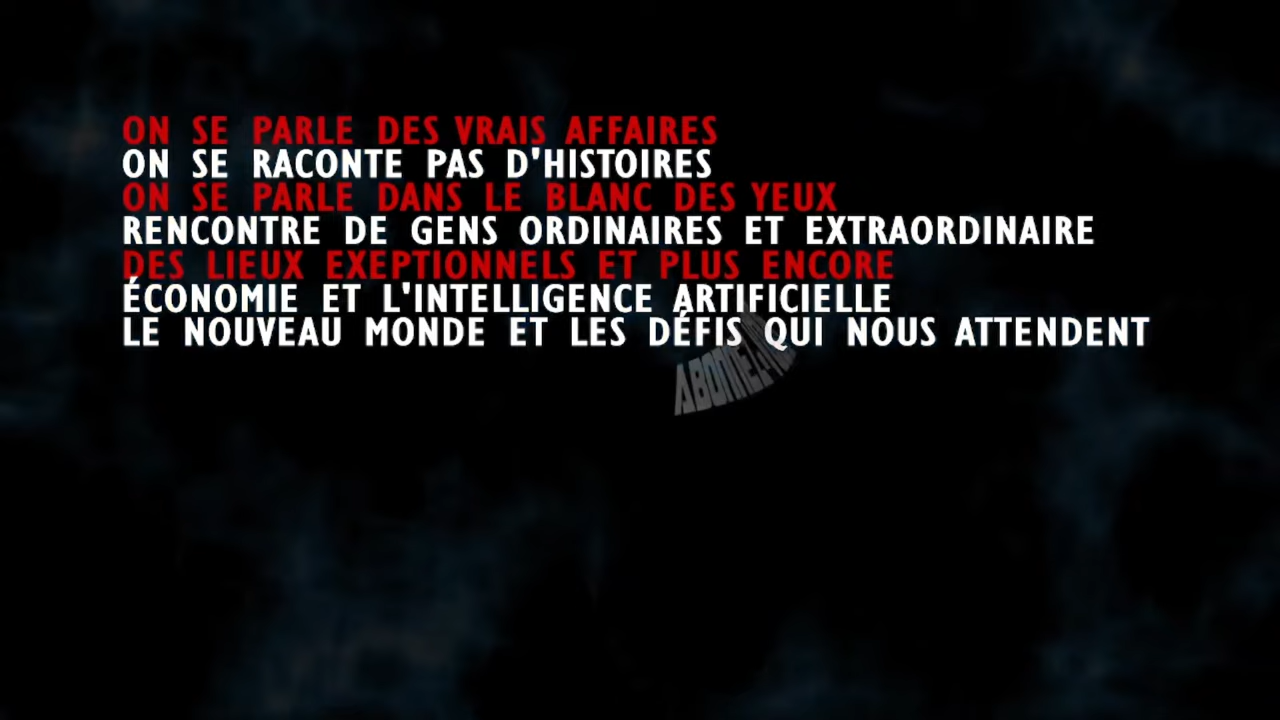 ON SE PARLE DES VRAIS AFFAIRES
ON SE RACONTE PAS D'HISTOIRES
ON SE PARLE DANS LE BLANC DES YEUX
RENCONTRE DE GENS ORDINAIRES ET EXTRAORDINAIRE
DES LIEUX EXEPTIONNELS ET PLUS ENCORE
ÉCONOMIE ET L'INTELLIGENCE ARTIFICIELLE
LE NOUVEAU MONDE ET LES DÉFIS QUI NOUS ATTENDENT